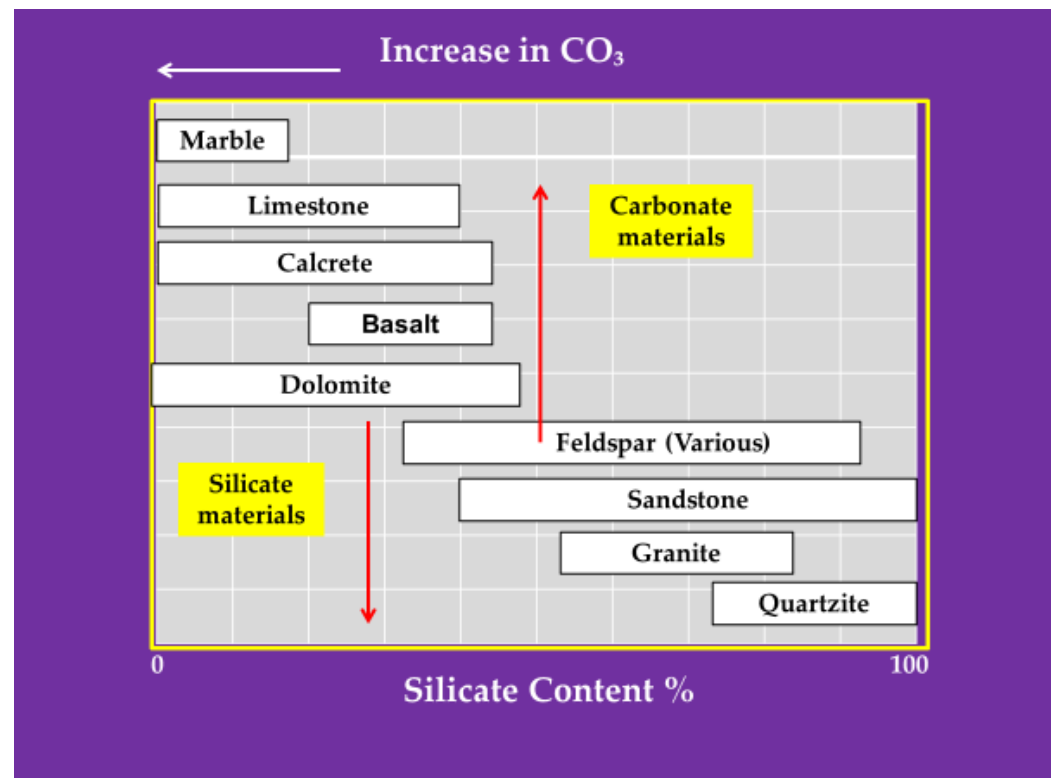 Increase in CO₃
Marble
Limestone
Carbonate
materials
Calcrete
Basalt
Dolomite
Feldspar (Various)
Silicate
materials
Sandstone
Granite
Quartzite
0
100
Silicate Content %